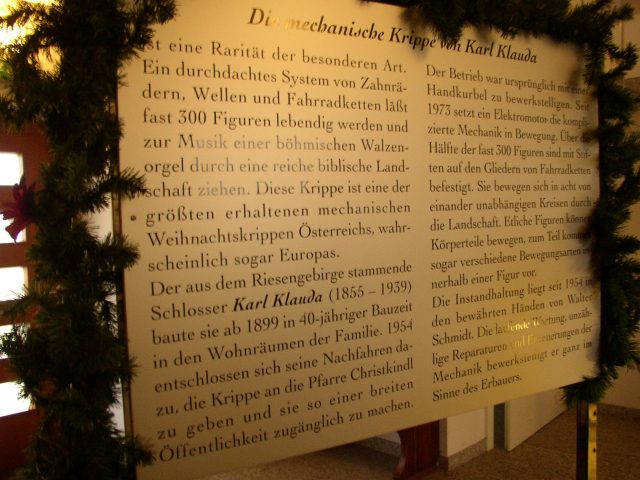 Die mechanische Krippe von Karl Klauda
ist eine Rarität der besonderen Art.
Ein durchdachtes System von Zahnrä-
dern, Wellen und Fahrradketten läßt
fast 300 Figuren lebendig werden und
zur Musik einer böhmischen Walzen-
orgel durch eine reiche biblische Land-
schaft ziehen. Diese Krippe ist eine der
größten erhaltenen mechanischen
Weihnachtskrippen Österreichs, wahr-
scheinlich sogar Europas.
Der aus dem Riesengebirge stammende
Schlosser Karl Klauda (1855 – 1939)
baute sie ab 1899 in 40-jähriger Bauzeit
in den Wohnräumen der Familie. 1954
entschlossen sich seine Nachfahren da-
zu, die Krippe an die Pfarre Christkindl
zu geben und sie so einer breiten
Öffentlichkeit zugänglich zu machen.
Der Betrieb war ursprünglich mit einer
Handkurbel zu bewerkstelligen. Seit
1973 setzt ein Elektromotor die kompli-
zierte Mechanik in Bewegung. Über die
Hälfte der fast 300 Figuren sind mit Stif-
ten auf den Gliedern von Fahrradketten
befestigt. Sie bewegen sich in acht von
einander unabhängigen Kreisen durch
die Landschaft. Etliche Figuren können
Körperteile bewegen, zum Teil kommen
sogar verschiedene Bewegungsarten in-
nerhalb einer Figur vor.
Die Instandhaltung liegt seit 1954 in
den bewährten Händen von Walter
Schmidt. Die laufende Wartung, unzäh-
lige Reparaturen und Erneuerungen der
Mechanik bewerkstelligt er ganz im
Sinne des Erbauers.